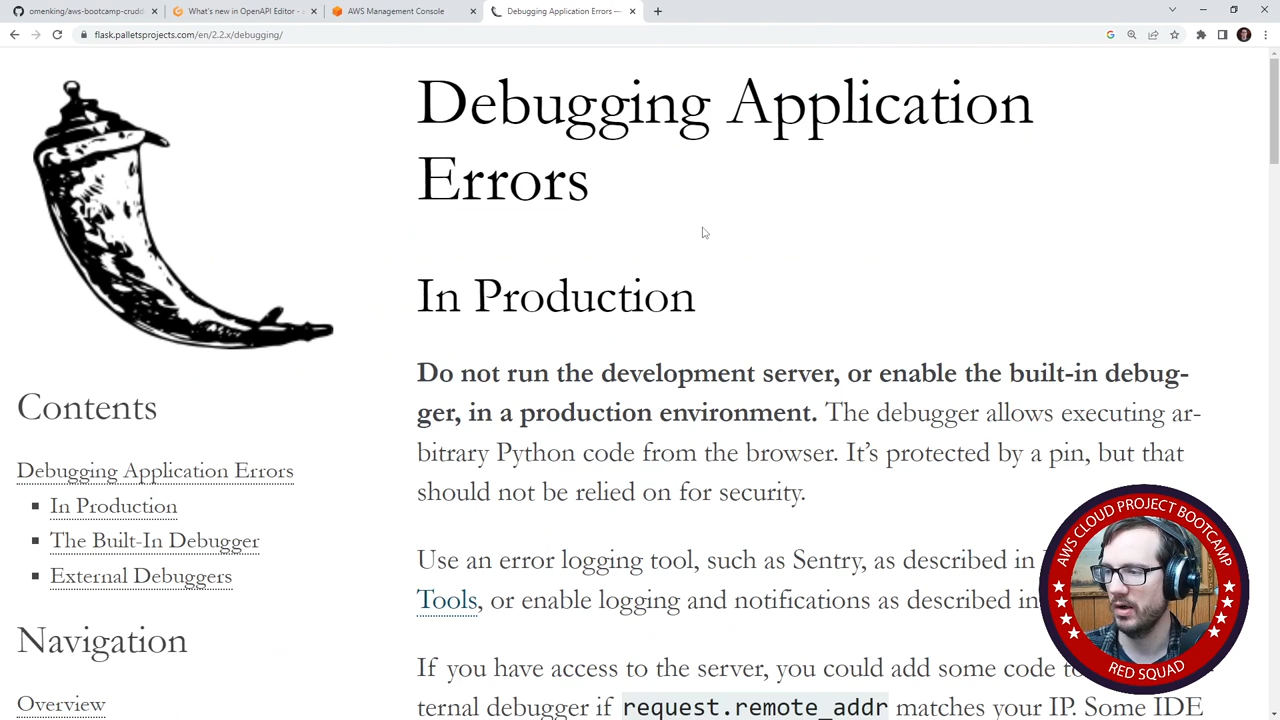 omenking/aws-bootcamp-crudd
What's new in OpenAPI Editor - a
AWS Management Console
Debugging Application Errors —
flask.palletsprojects.com/en/2.2.x/debugging/
Debugging Application
Errors
In Production
Do not run the development server, or enable the built-in debug-
ger, in a production environment. The debugger allows executing ar-
bitrary Python code from the browser. It's protected by a pin, but that
should not be relied on for security.
Use an error logging tool, such as Sentry, as described in
Tools, or enable logging and notifications as described in
If you have access to the server, you could add some code to
ternal debugger if request.remote_addr matches your IP. Some IDE
Contents
Debugging Application Errors
In Production
The Built-In Debugger
External Debuggers
Navigation
Overview
AWS CLOUD PROJECT BOOTCAMP
RED SQUAD